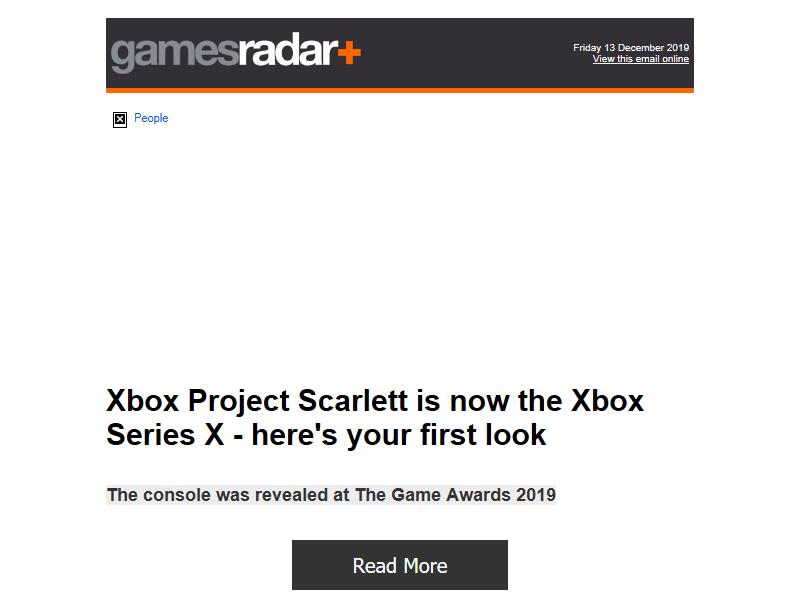 gamesradar+
Friday 13 December 2019
View this email online
People
Xbox Project Scarlett is now the Xbox
Series X - here's your first look
The console was revealed at The Game Awards 2019
Read More